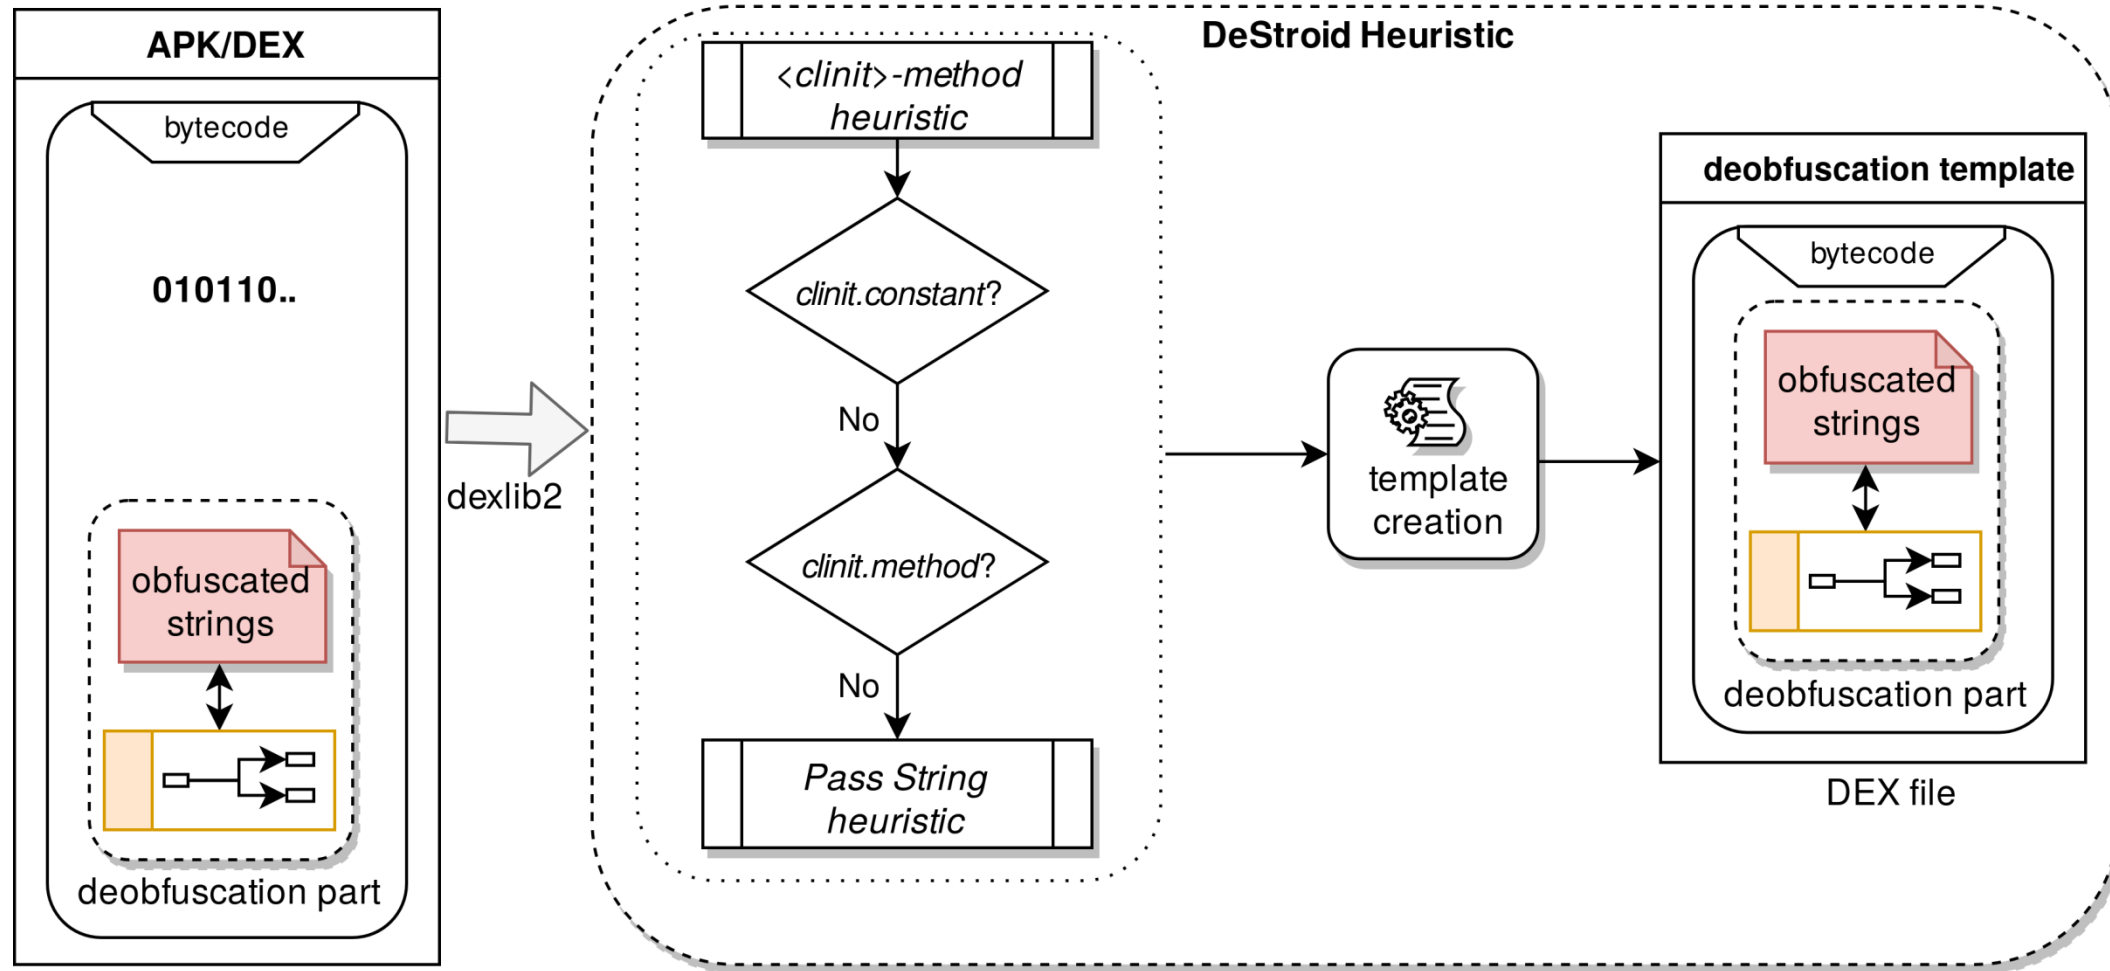 APK/DEX
bytecode
010110..
obfuscated
strings
deobfuscation part
dexlib2
DeStroid Heuristic
<clinit>-method
heuristic
clinit.constant?
No
clinit.method?
No
Pass String
heuristic
template
creation
deobfuscation template
bytecode
obfuscated
strings
deobfuscation part
DEX file